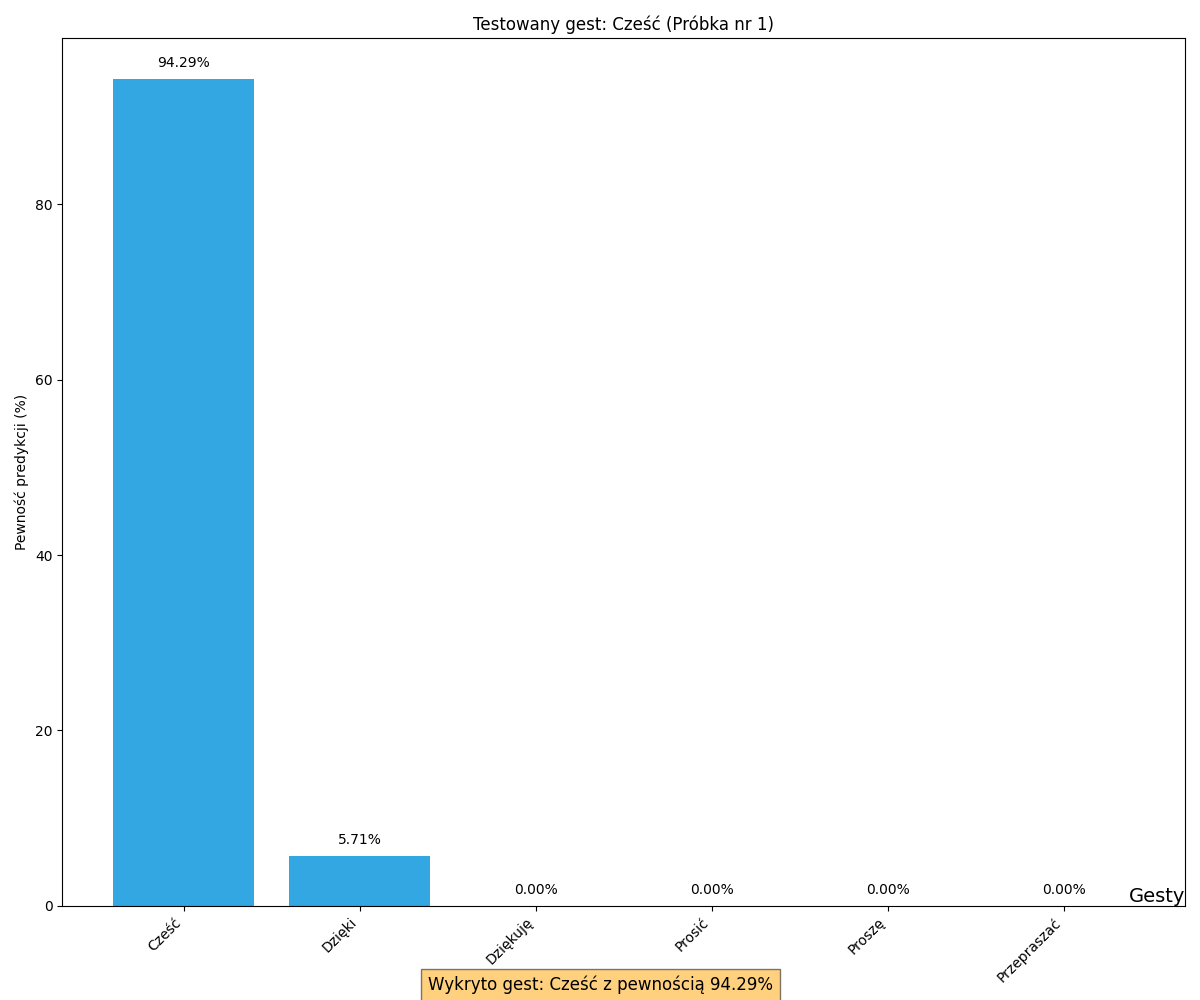 Testowany gest: Cześć (Próbka nr 1)
94.29%
80
60
Pewność predykcji (%)
40
20
5.71%
0.00%
0.00%
0.00%
0.00%
Gesty
0
Cześć
Dzięki
Dziękuję
Prosić
Proszę
Przepraszać
Wykryto gest: Cześć z pewnością 94.29%